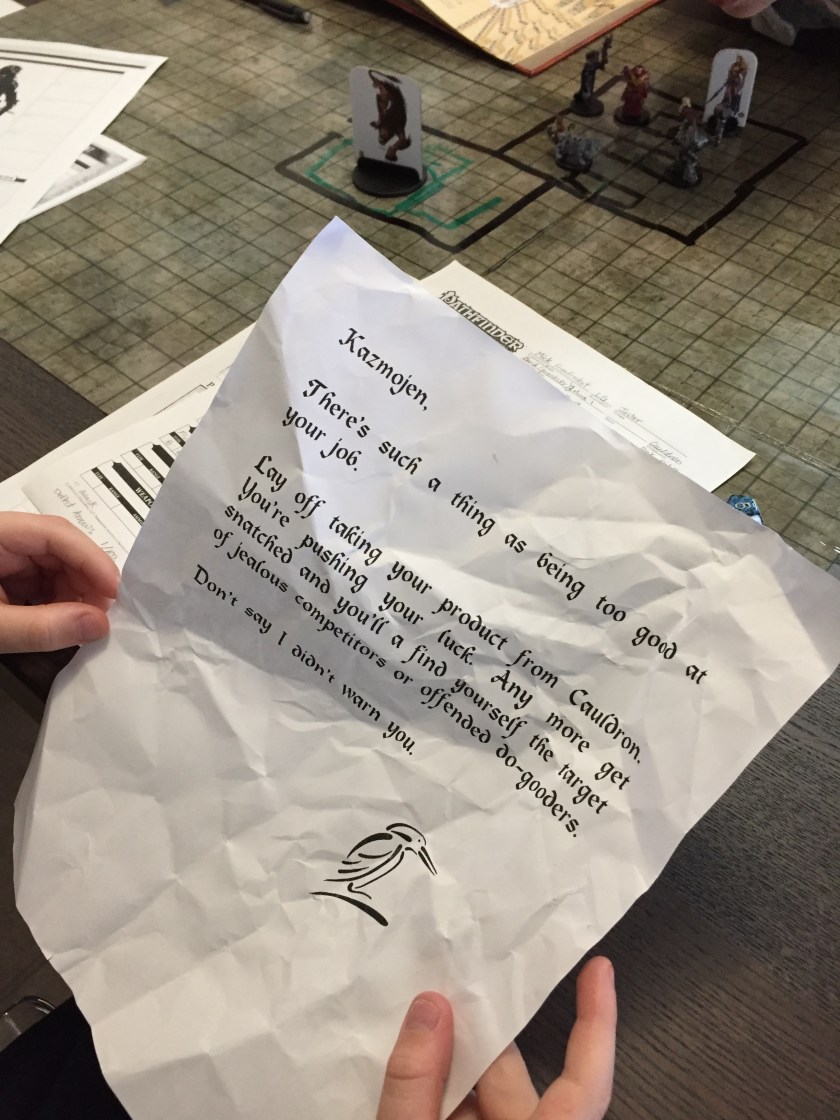 PATHFINDER
Cauldron
Kazmojen,
There's such a thing as being too good at
your job.
Lay off taking your product from Cauldron.
You're pushing your luck. Any more get
snatched and you'll a find yourself the target
of jealous competitors or offended do-gooders.
Don't say I didn't warn you.